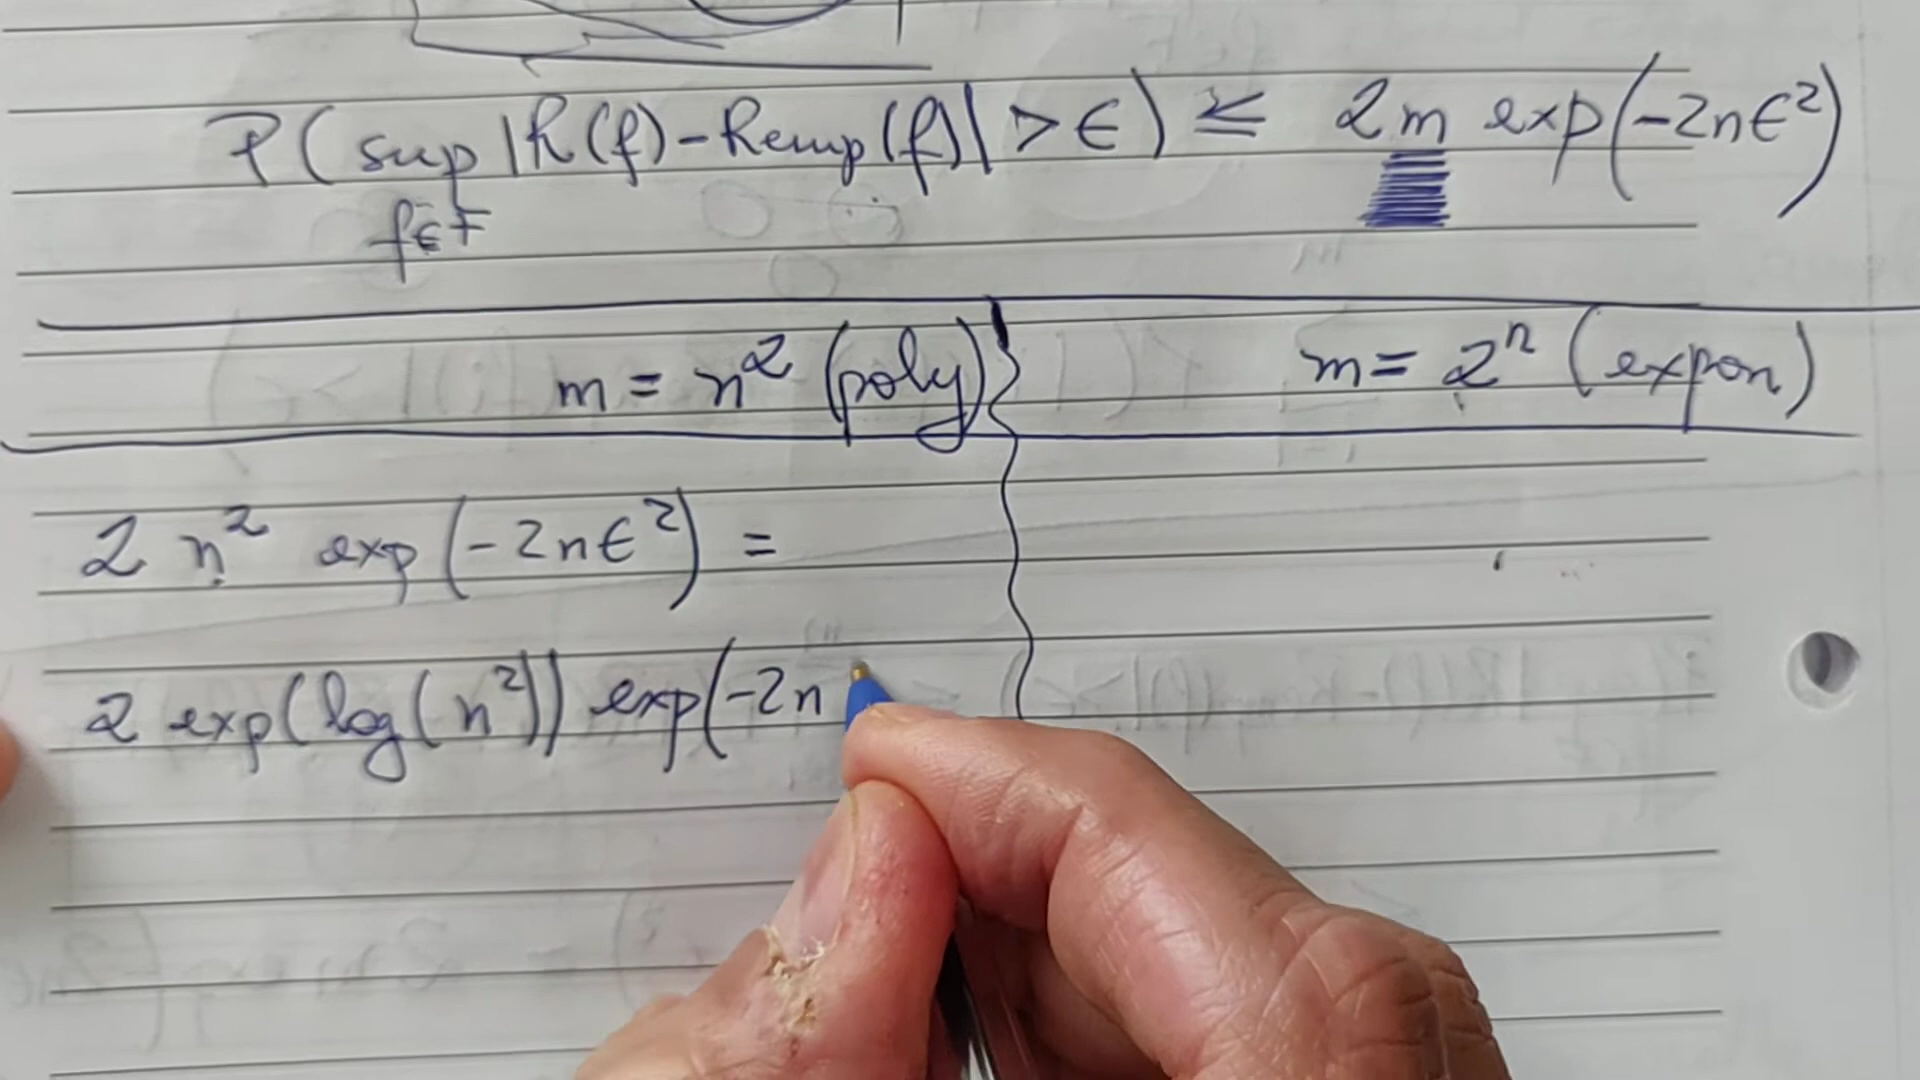 P( sup |R(f) - Remp(f)| > ε) ≤ 2m exp(-2nε²)
f∈F
m = n² (poly) m = 2ⁿ (expon)
2 n² exp(-2nε²) =
2 exp(log(n²)) exp(-2n